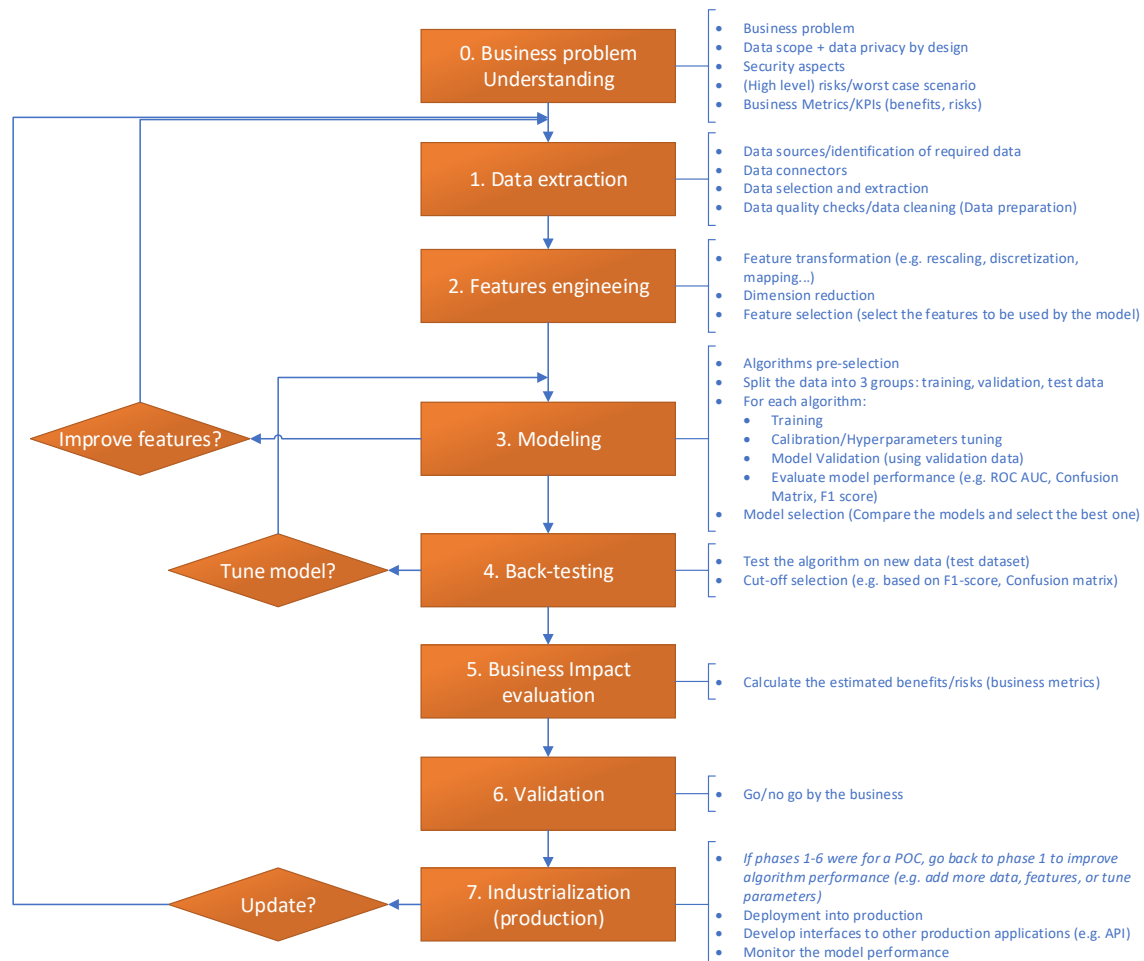 0. Business problem
Understanding
• Business problem
• Data scope + data privacy by design
• Security aspects
• (High level) risks/worst case scenario
• Business Metrics/KPIs (benefits, risks)
1. Data extraction
• Data sources/identification of required data
• Data connectors
• Data selection and extraction
• Data quality checks/data cleaning (Data preparation)
2. Features engineeing
• Feature transformation (e.g. rescaling, discretization,
mapping...)
• Dimension reduction
• Feature selection (select the features to be used by the model)
Improve features?
3. Modeling
• Algorithms pre-selection
• Split the data into 3 groups: training, validation, test data
• For each algorithm:
• Training
• Calibration/Hyperparameters tuning
• Model Validation (using validation data)
• Evaluate model performance (e.g. ROC AUC, Confusion
Matrix, F1 score)
• Model selection (Compare the models and select the best one)
Tune model?
4. Back-testing
• Test the algorithm on new data (test dataset)
• Cut-off selection (e.g. based on F1-score, Confusion matrix)
5. Business Impact
evaluation
• Calculate the estimated benefits/risks (business metrics)
6. Validation
• Go/no go by the business
Update?
7. Industrialization
(production)
• If phases 1-6 were for a POC, go back to phase 1 to improve
algorithm performance (e.g. add more data, features, or tune
parameters)
• Deployment into production
• Develop interfaces to other production applications (e.g. API)
• Monitor the model performance